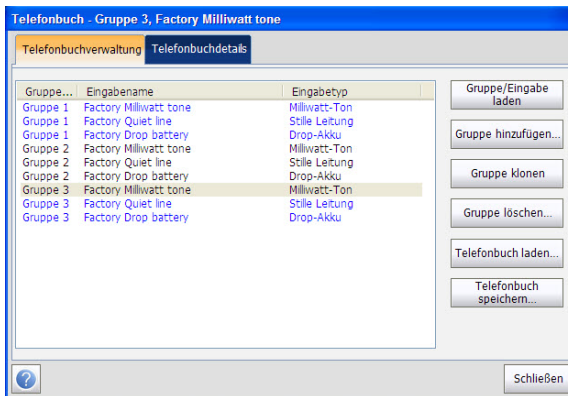 Telefonbuch - Gruppe 3, Factory Milliwatt tone
Telefonbuchverwaltung Telefonbuchdetails
Gruppe... Eingabename Eingabetyp
Gruppe 1 Factory Milliwatt tone Milliwatt-Ton
Gruppe 1 Factory Quiet line Stille Leitung
Gruppe 1 Factory Drop battery Drop-Akku
Gruppe 2 Factory Milliwatt tone Milliwatt-Ton
Gruppe 2 Factory Quiet line Stille Leitung
Gruppe 2 Factory Drop battery Drop-Akku
Gruppe 3 Factory Milliwatt tone Milliwatt-Ton
Gruppe 3 Factory Quiet line Stille Leitung
Gruppe 3 Factory Drop battery Drop-Akku
Gruppe/Eingabe
laden
Gruppe hinzufügen...
Gruppe klonen
Gruppe löschen...
Telefonbuch laden...
Telefonbuch
speichern...
?
Schließen